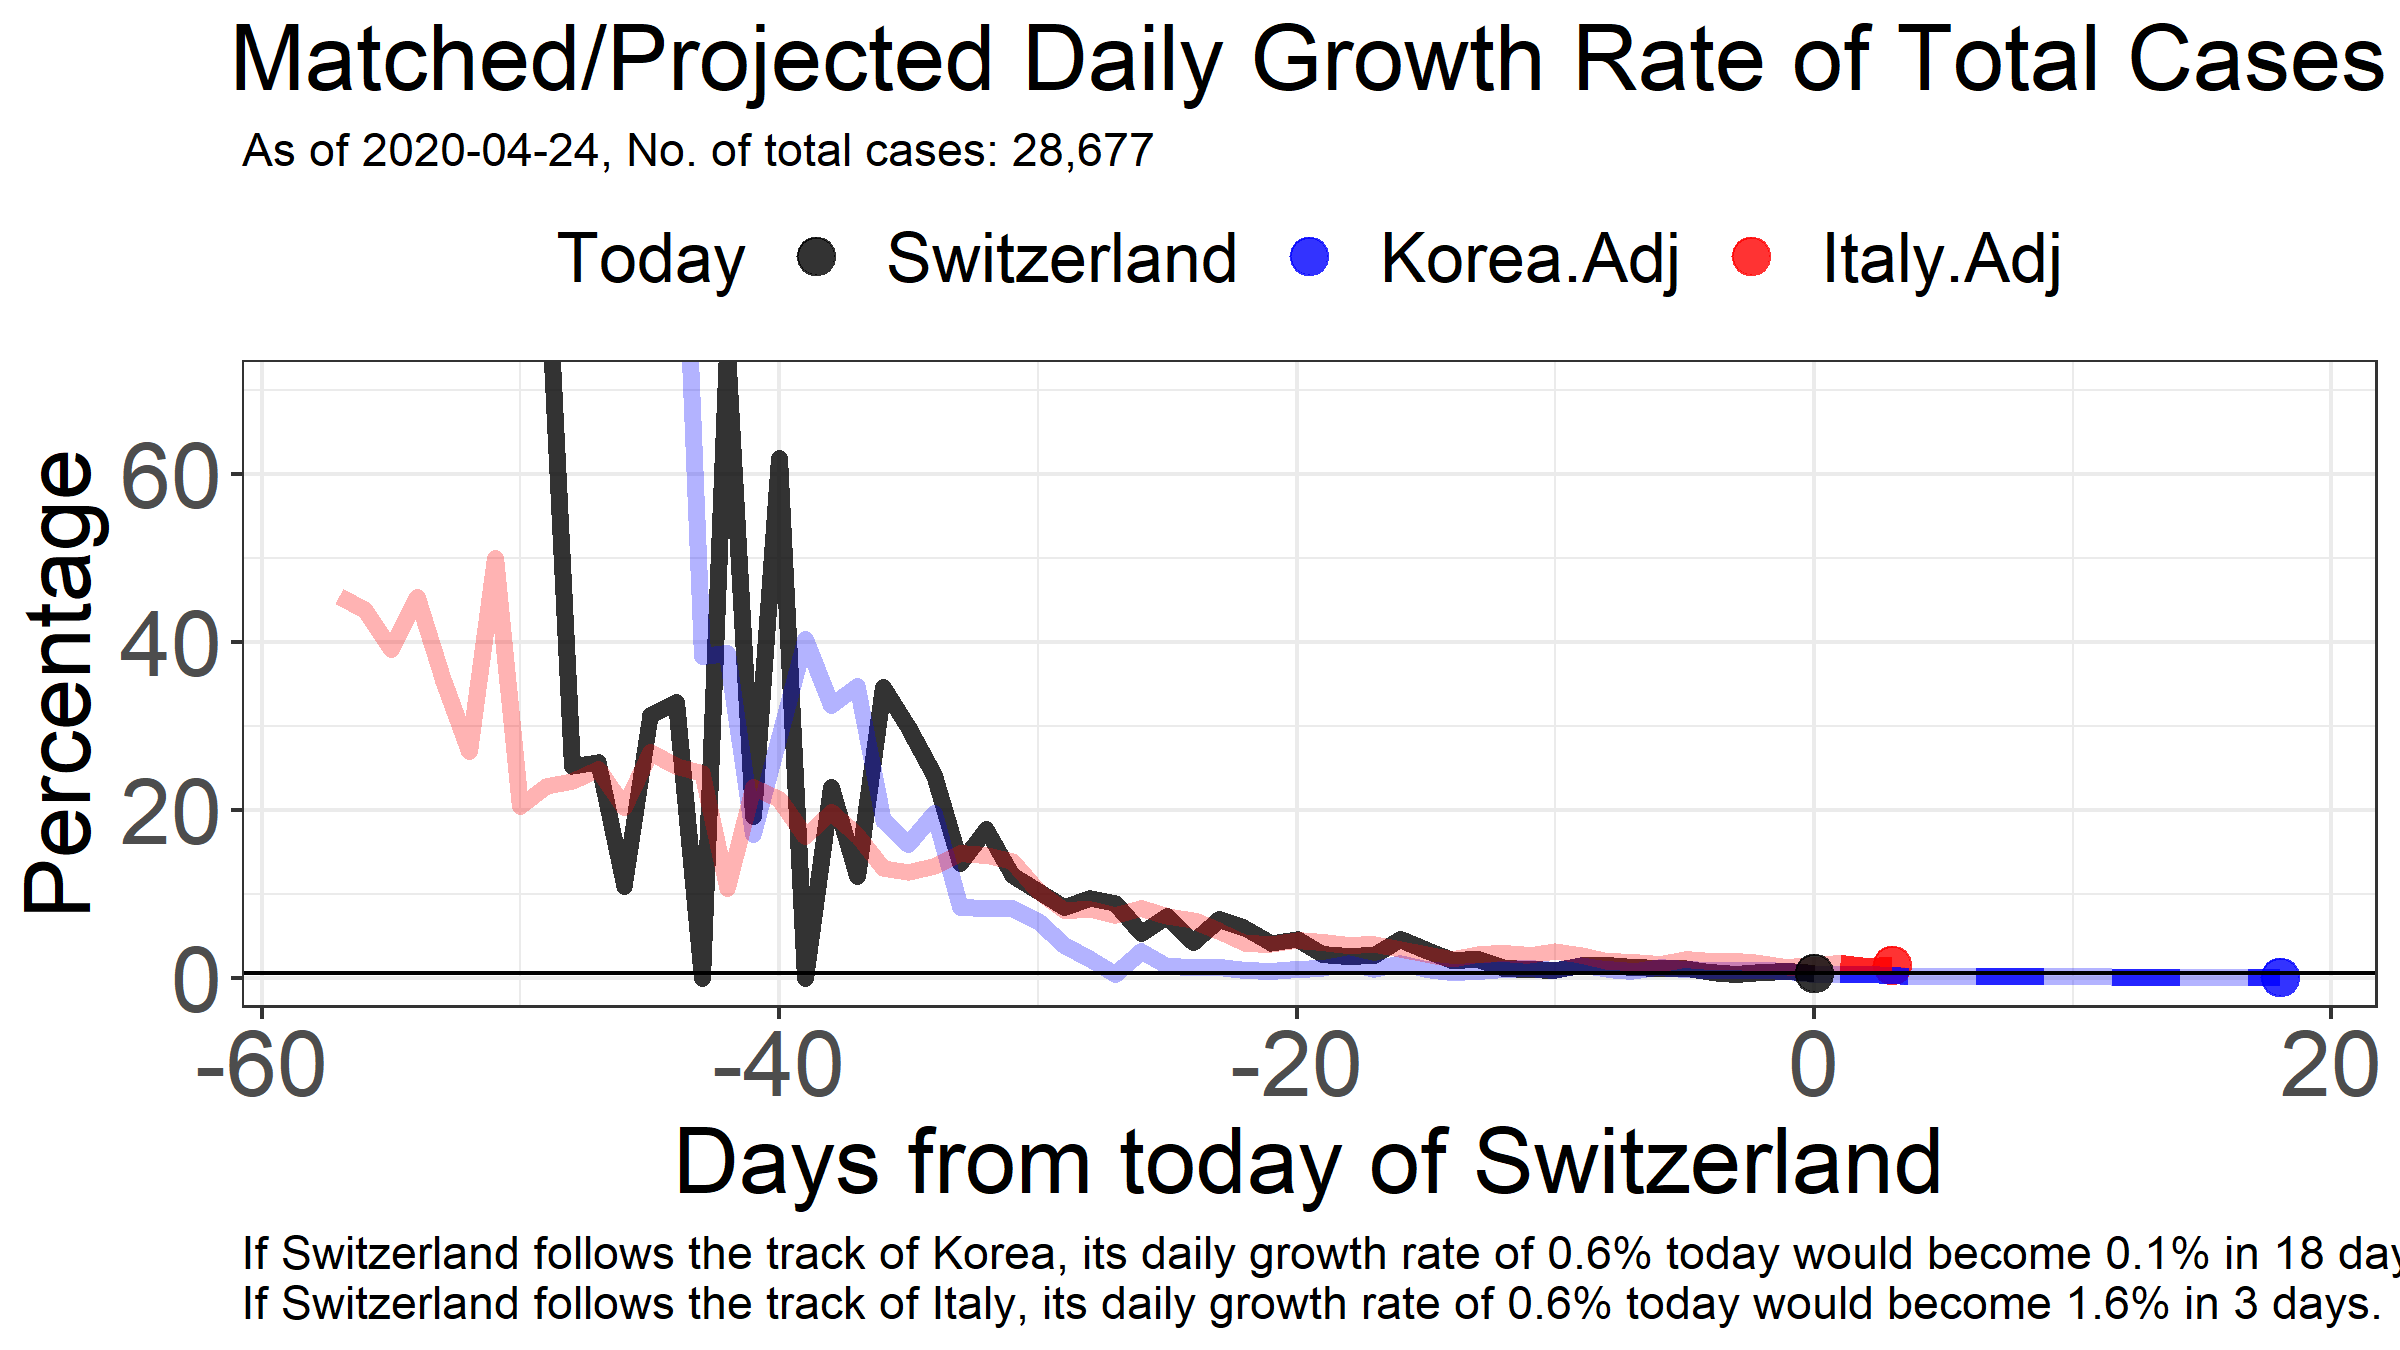 Matched/Projected Daily Growth Rate of Total Cases
As of 2020-04-24, No. of total cases: 28,677
Today Switzerland Korea.Adj Italy.Adj
Percentage
60
40
20
0
-60 -40 -20 0 20
Days from today of Switzerland
If Switzerland follows the track of Korea, its daily growth rate of 0.6% today would become 0.1% in 18 day
If Switzerland follows the track of Italy, its daily growth rate of 0.6% today would become 1.6% in 3 days.